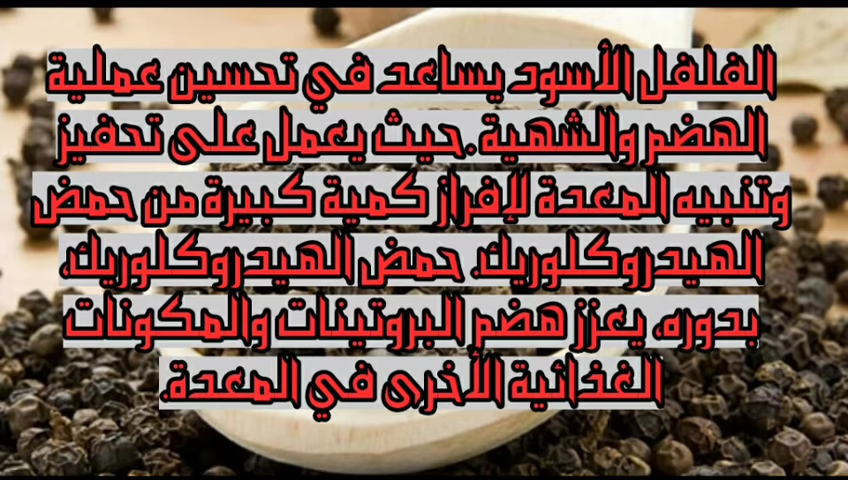 الفلفل الأسود يساعد في تحسين عملية
الهضم والشهية .حيث يعمل على تحفيز
وتنبيه المعدة لإفراز كمية كبيرة من حمض
الهيدروكلوريك. حمض الهيدروكلوريك،
بدوره، يعزز هضم البروتينات والمكونات
الغذائية الأخرى في المعدة.